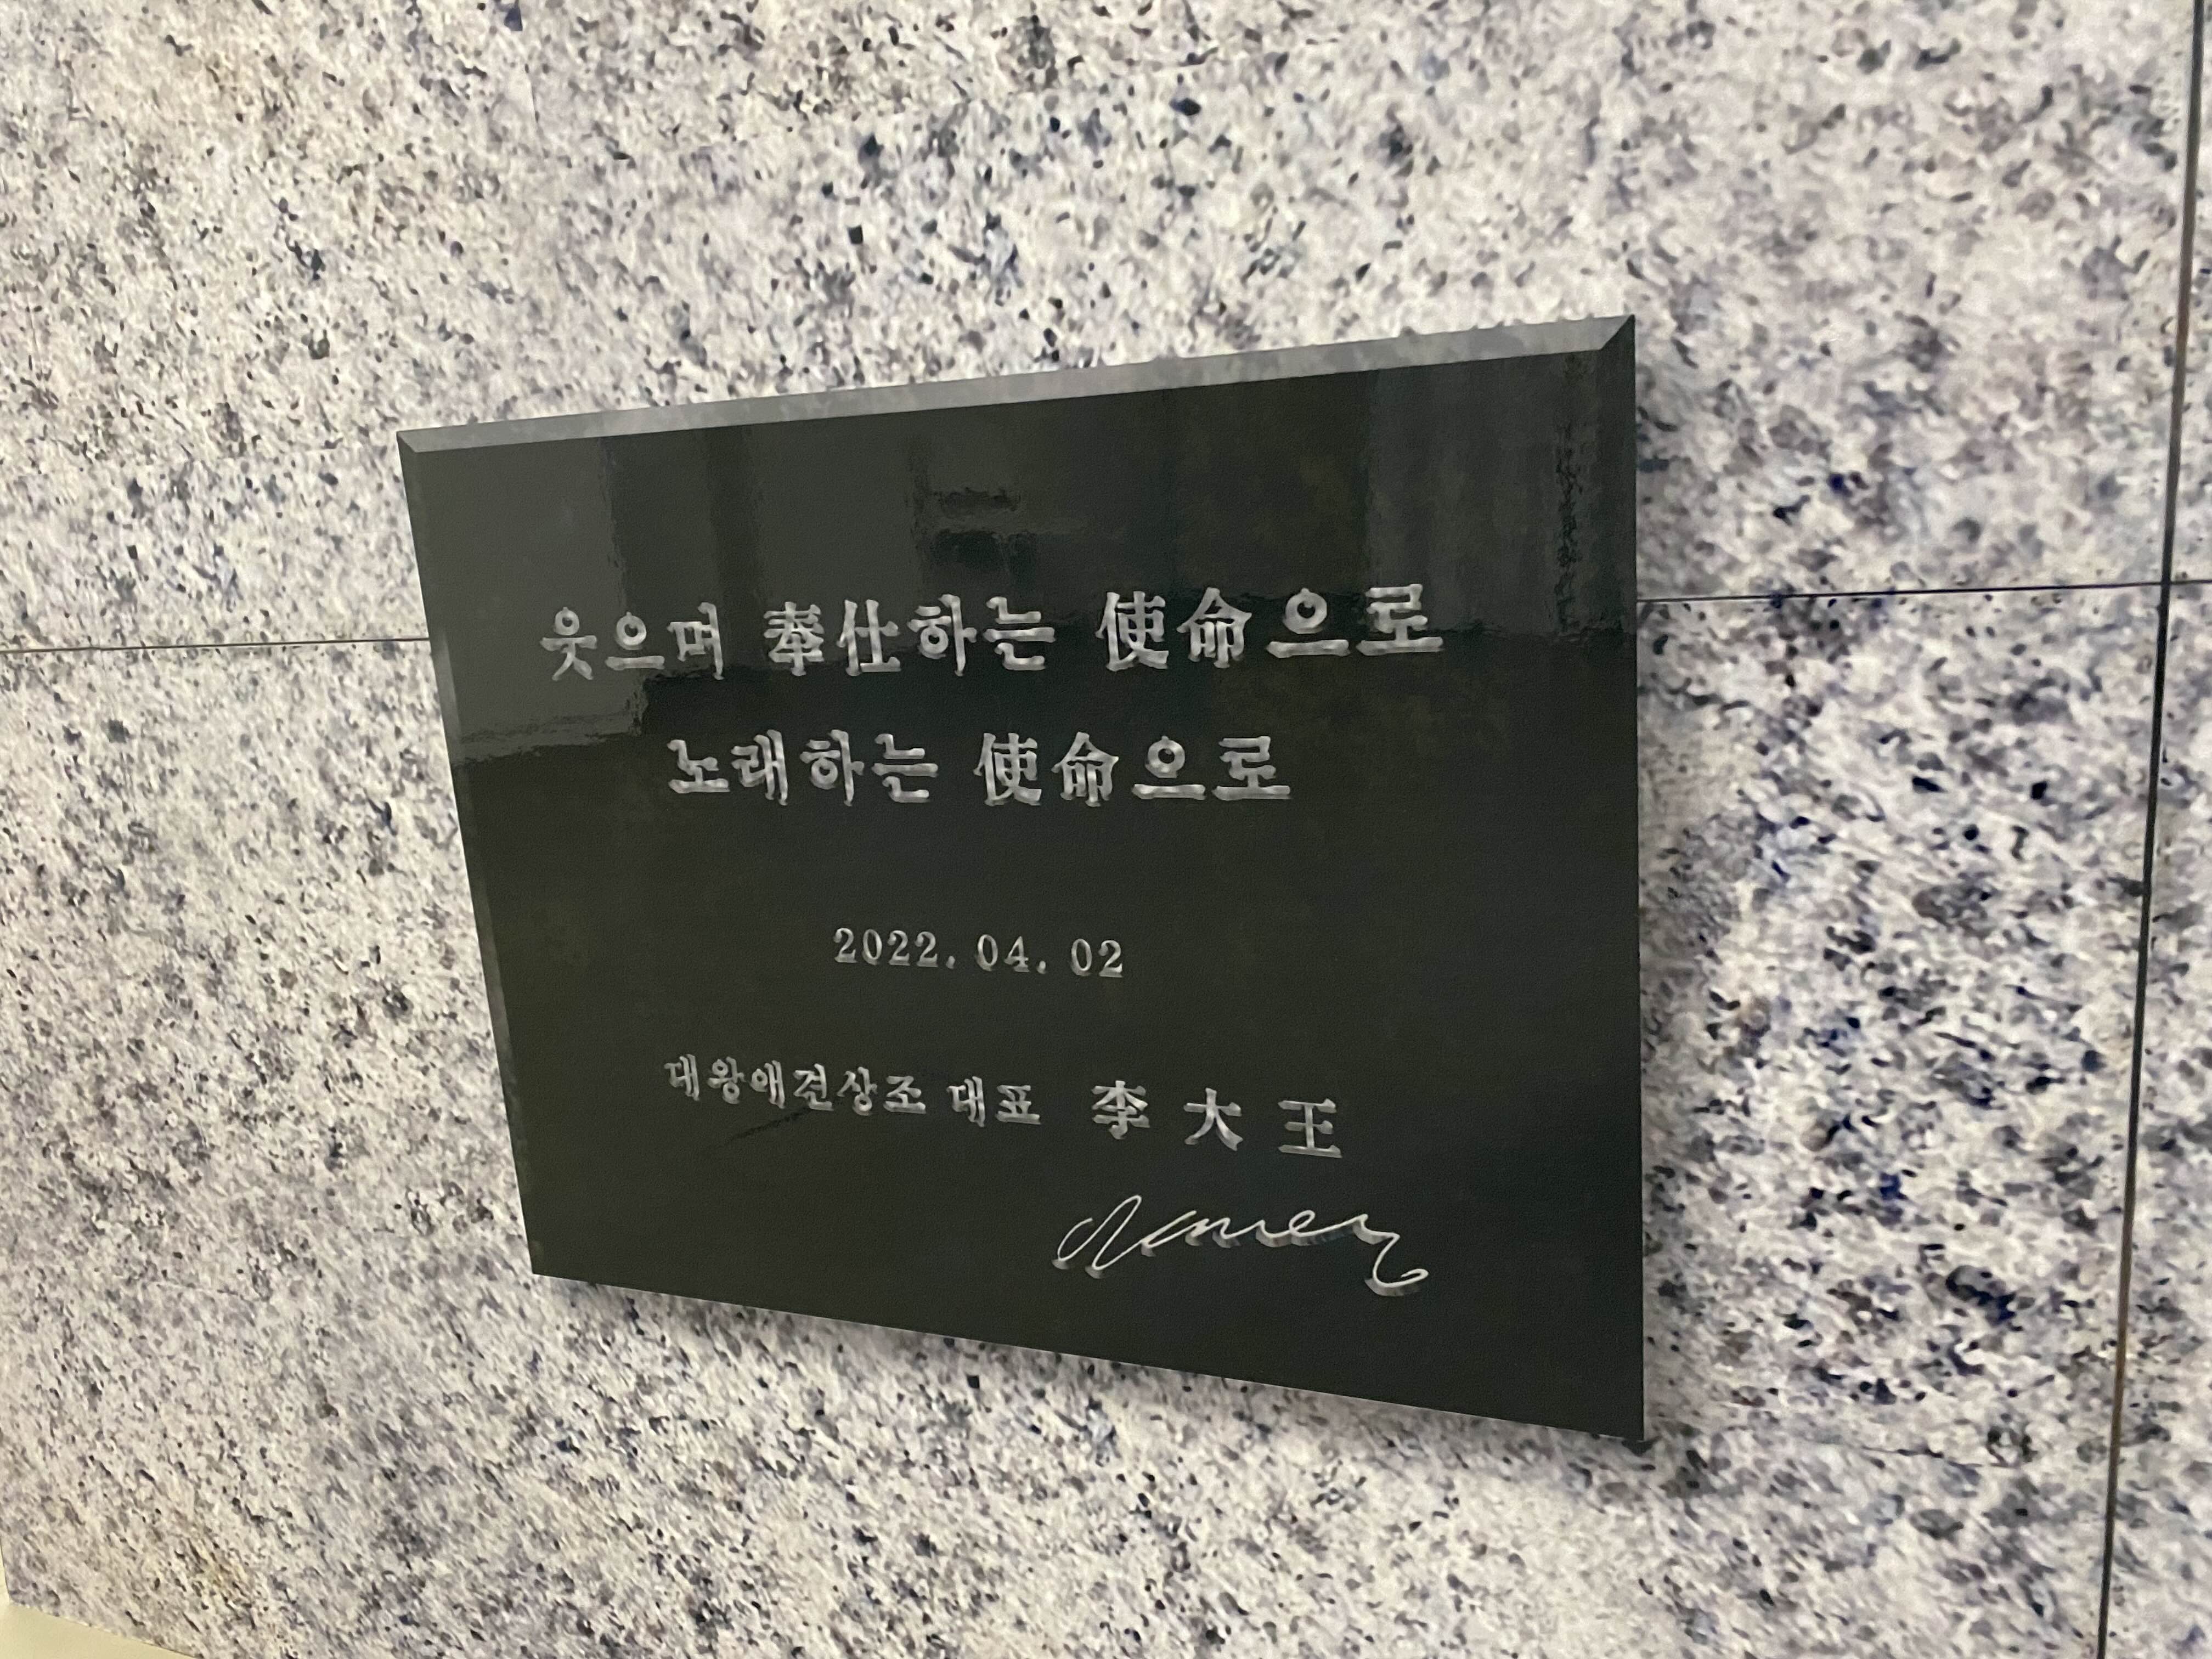 웃으며 奉仕하는 使命으로
노래하는 使命으로
2022. 04. 02
대왕애견상조 대표 李 大 王